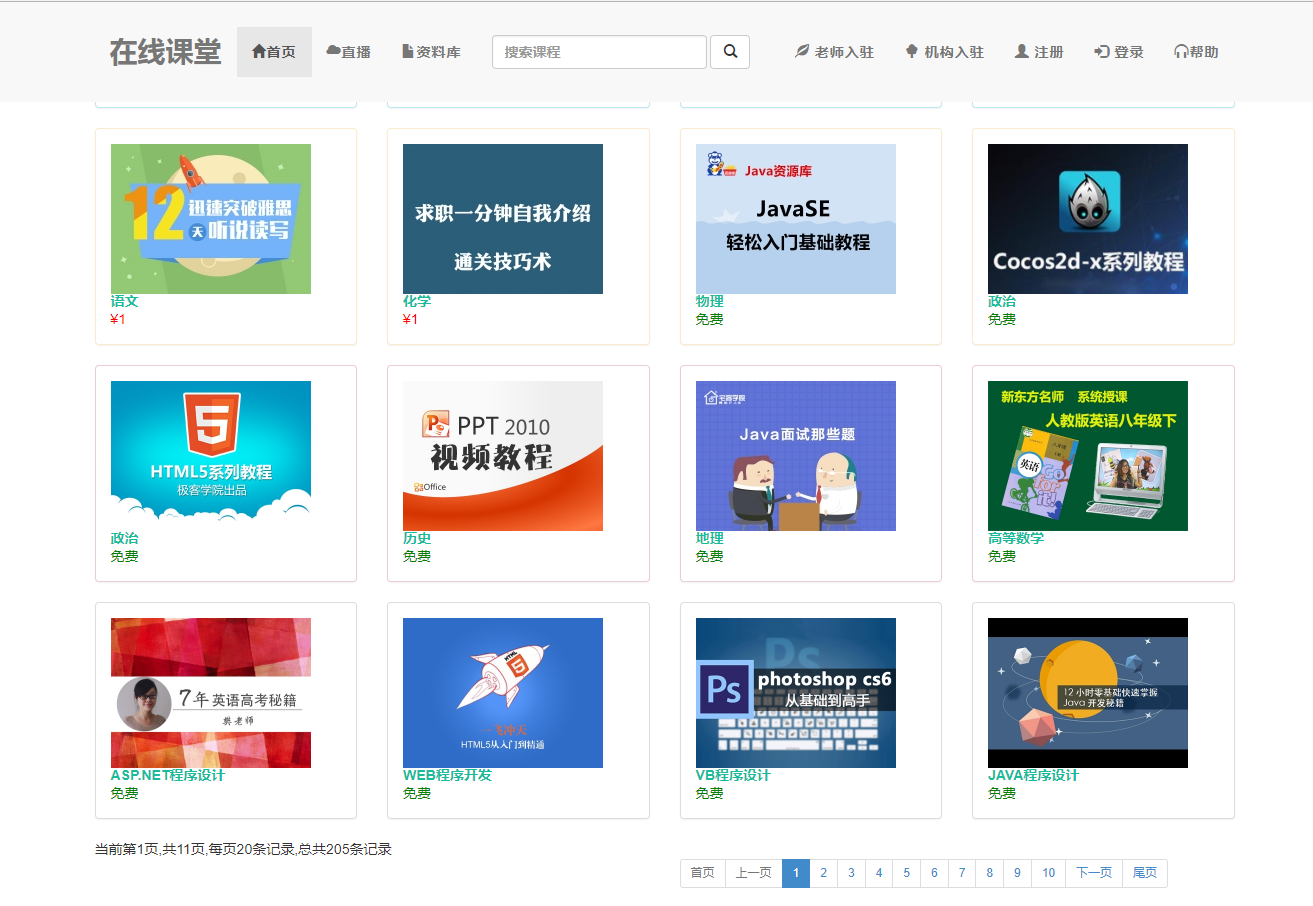 在线课堂
首页
直播
资料库
搜索课程
老师入驻
机构入驻
注册
登录
帮助
12天
迅速突破雅思
听说读写
语文
¥1
求职一分钟自我介绍
通关技巧术
化学
¥1
Java资源库
JavaSE
轻松入门基础教程
物理
免费
Cocos2d-x系列教程
政治
免费
5
HTML5系列教程
极客学院出品
政治
免费
PPT 2010
视频教程
Office
历史
免费
Java面试那些题
地理
免费
新东方名师 系统授课
人教版英语八年级下
英语
Go for it!
高等数学
免费
7年英语高考秘籍
樊老师
ASP.NET程序设计
免费
HTML
5
一飞冲天
HTML5从入门到精通
WEB程序开发
免费
Ps
Ps
photoshop cs6
从基础到高手
VB程序设计
免费
12小时零基础快速掌握
Java 开发秘籍
JAVA程序设计
免费
当前第1页,共11页,每页20条记录,总共205条记录
首页 上一页 1 2 3 4 5 6 7 8 9 10 下一页 尾页